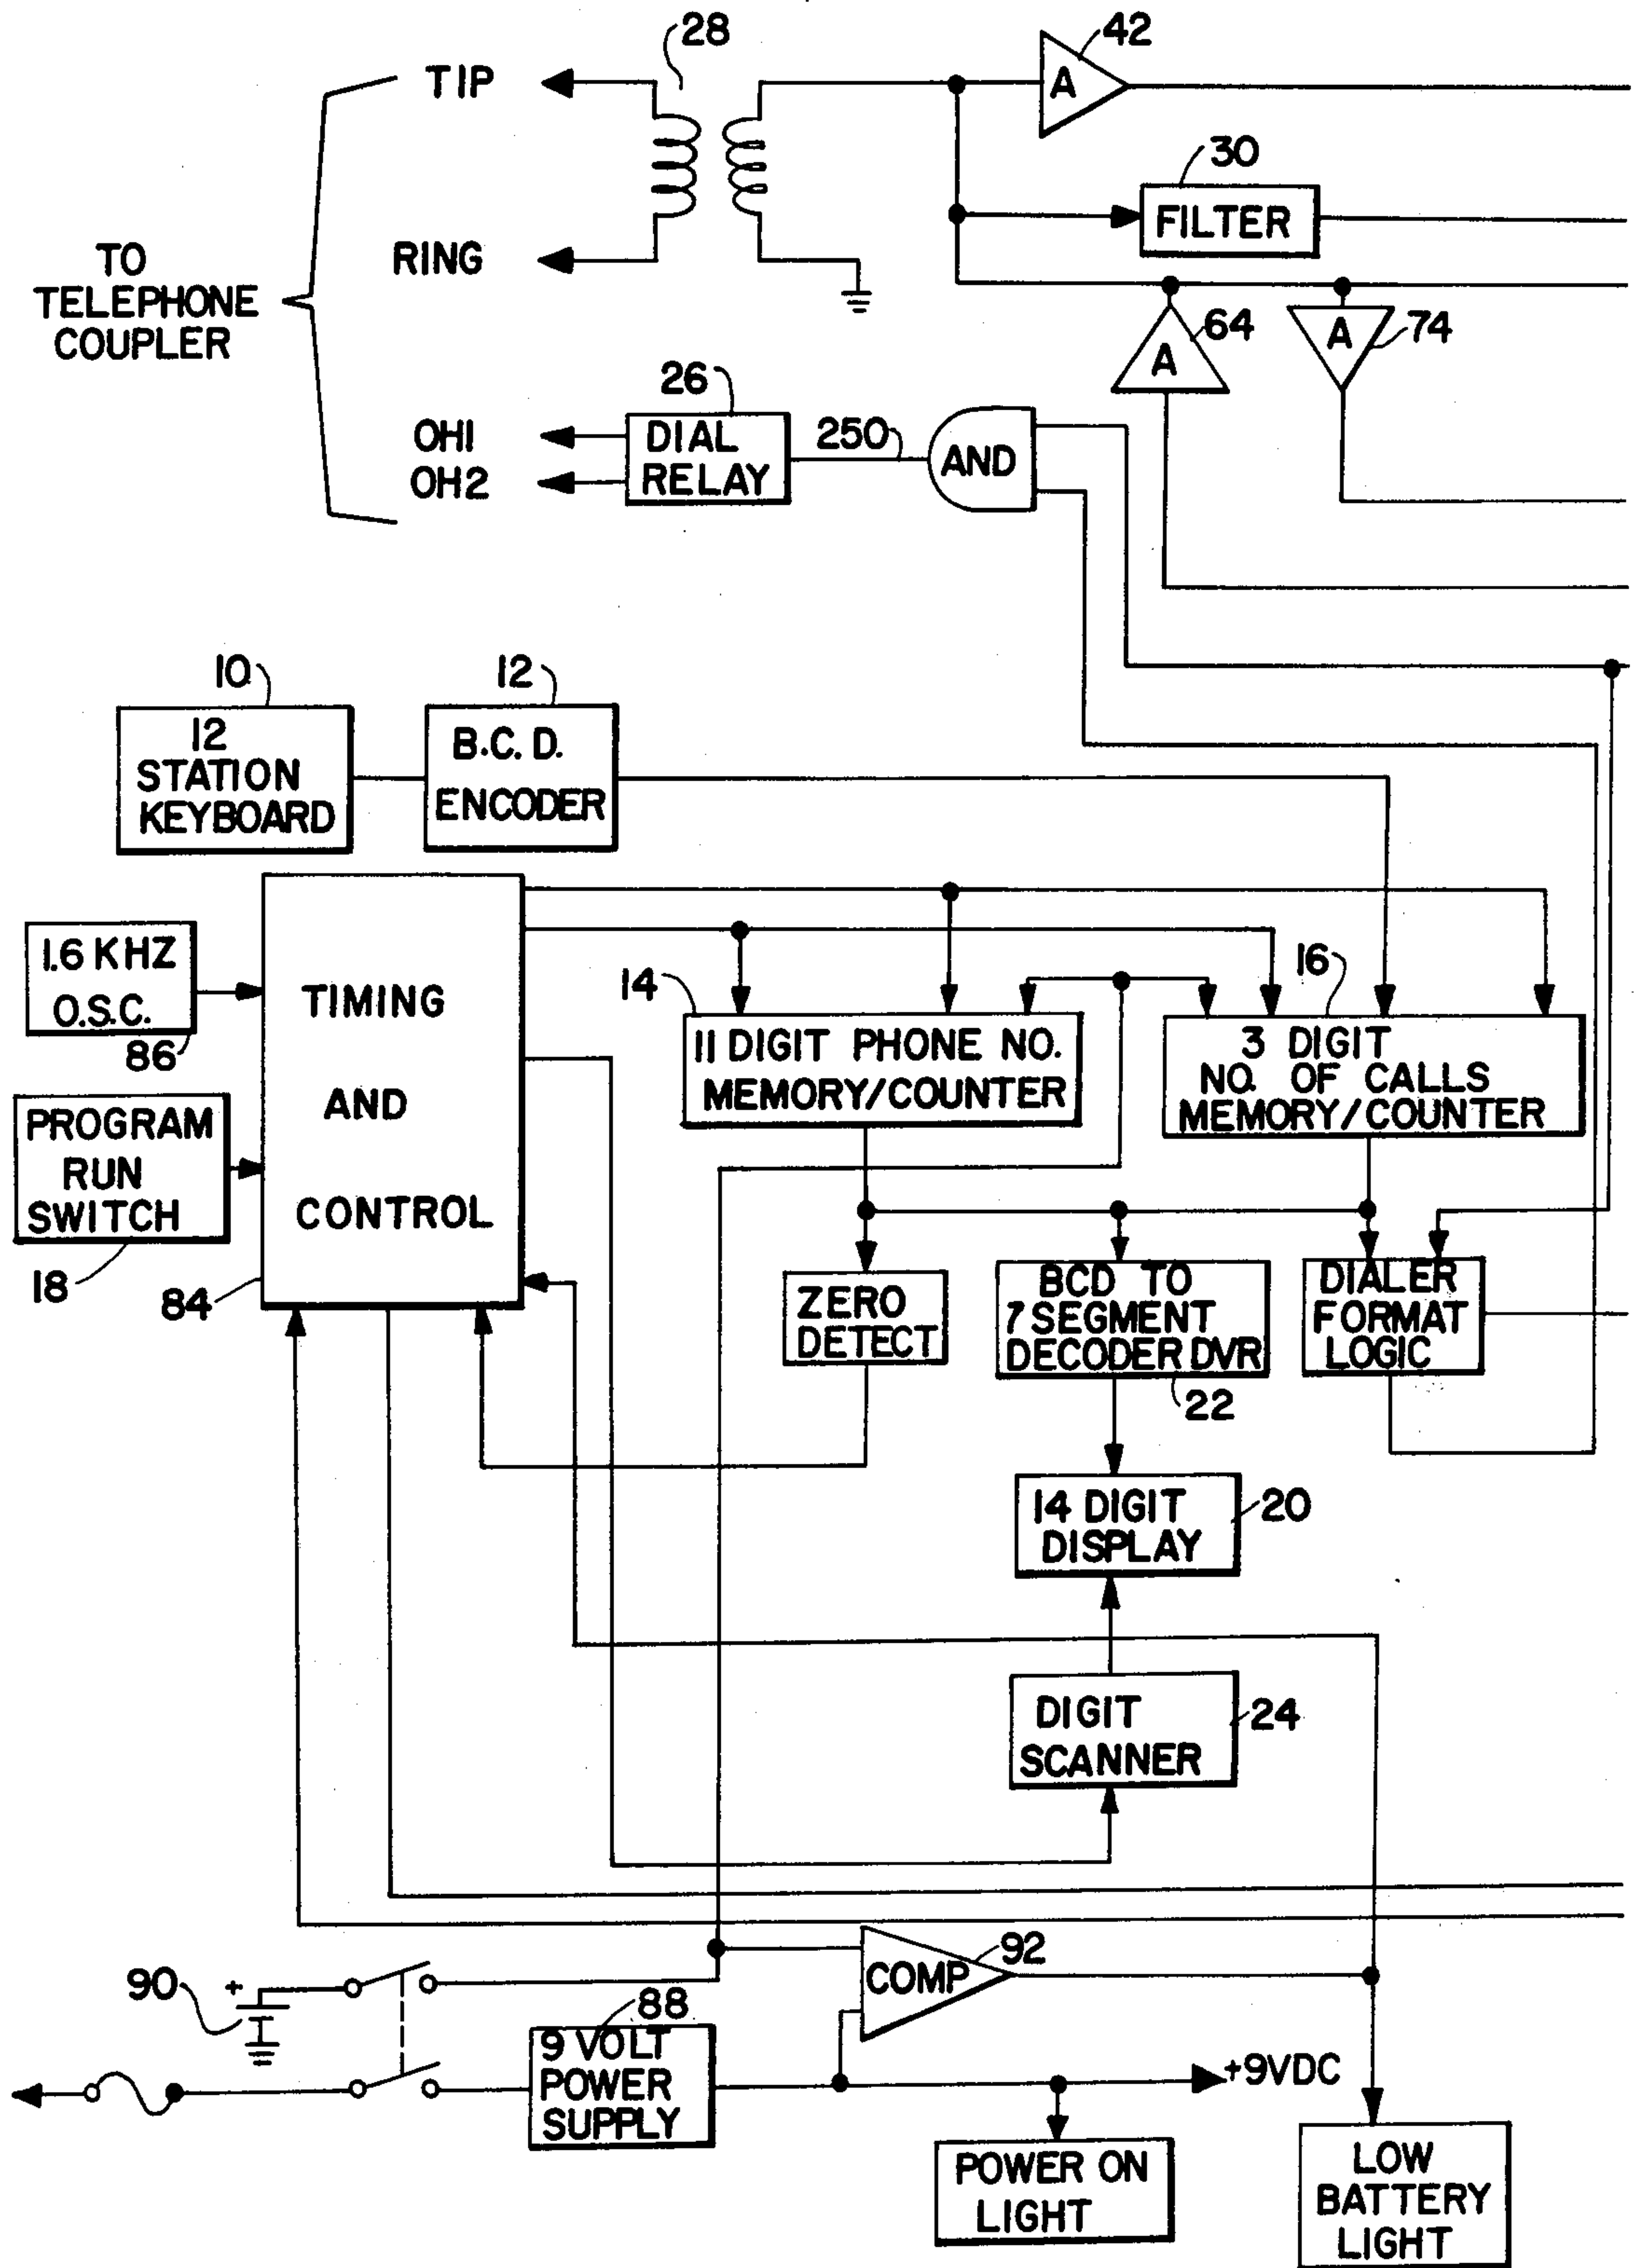 28
42
TIP
A
30
FILTER
TO
TELEPHONE
COUPLER
RING
A
64
A
74
26
OH1
OH2
DIAL
RELAY
250
AND
10
12
STATION
KEYBOARD
12
B.C.D.
ENCODER
1.6 KHZ
O.S.C.
86
PROGRAM
RUN
SWITCH
18
TIMING
AND
CONTROL
84
14
11 DIGIT PHONE NO.
MEMORY/COUNTER
16
3 DIGIT
NO. OF CALLS
MEMORY/COUNTER
ZERO
DETECT
BCD TO
7 SEGMENT
DECODER DVR
22
DIALER
FORMAT
LOGIC
14 DIGIT
DISPLAY
20
DIGIT
SCANNER
24
90
+
88
9 VOLT
POWER
SUPPLY
COMP
92
+9VDC
POWER ON
LIGHT
LOW
BATTERY
LIGHT